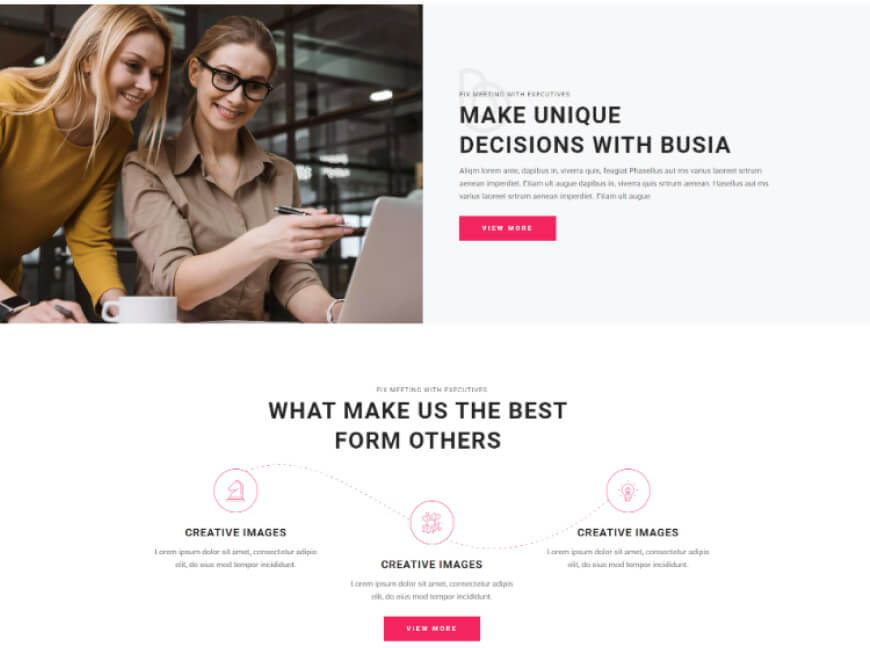 FIX MEETING WITH EXECUTIVES
MAKE UNIQUE
DECISIONS WITH BUSIA
Aliqm lorem ante, dapibus in, viverra quis, feugiat Phasellus aut ms varius laoreet srtrum
aenean imperdiet. Etiam ult augue dapibus in, viverra quis srtrum aenean. Hasellus aut ms
varius laoreet srtrum aenean imperdiet. Etiam ult augue
VIEW MORE
FIX MEETING WITH EXECUTIVES
WHAT MAKE US THE BEST
FORM OTHERS
CREATIVE IMAGES
Lorem ipsum dolor sit amet, consectetur adipis
elit, do eius mod tempor incididunt.
CREATIVE IMAGES
Lorem ipsum dolor sit amet, consectetur adipis
elit, do eius mod tempor incididunt.
CREATIVE IMAGES
Lorem ipsum dolor sit amet, consectetur adipis
elit, do eius mod tempor incididunt.
VIEW MORE